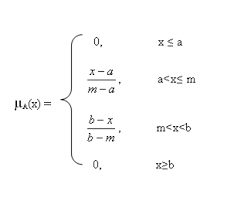 0, x ≤ a
x − a / m − a , a<x≤ m
μA(x) =
b − x / b − m , m<x<b
0, x≥b